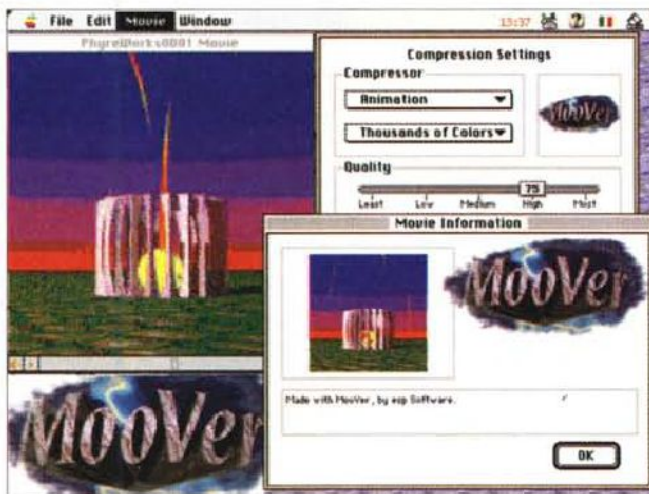 File Edit Movie Window
13:37
PhyreWorks0001 Movie
Compression Settings
Compressor
Animation
Thousands of Colors
MooVer
Quality
75
Least Low Medium High Most
Movie Information
MooVer
Made with MooVer, by esp Software.
OK
MooVer